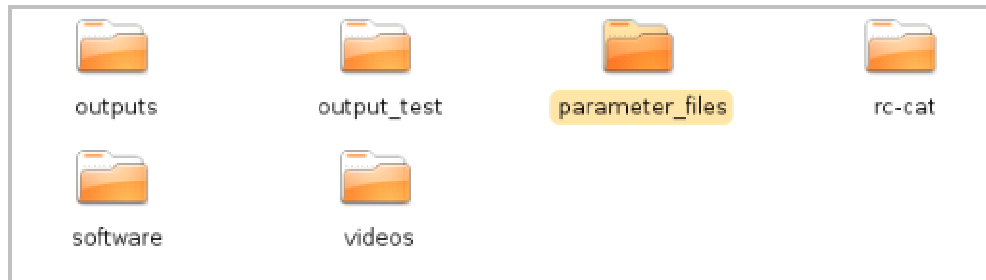 outputs
output_test
parameter_files
rc-cat
software
videos